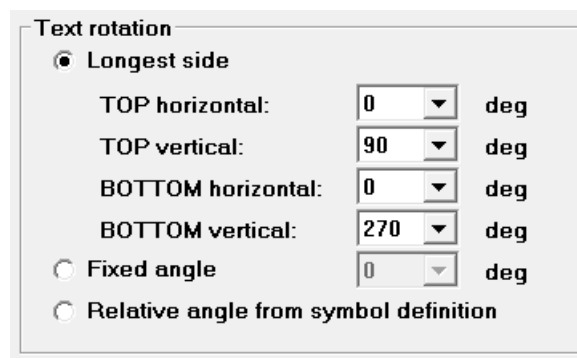 Text rotation
Longest side
TOP horizontal: 0 deg
TOP vertical: 90 deg
BOTTOM horizontal: 0 deg
BOTTOM vertical: 270 deg
Fixed angle 0 deg
Relative angle from symbol definition